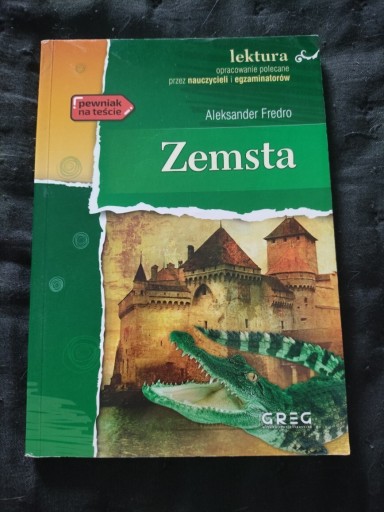 lektura
opracowanie polecane
przez nauczycieli i egzaminatorów
pewniak
na teście
Aleksander Fredro
Zemsta
GREG